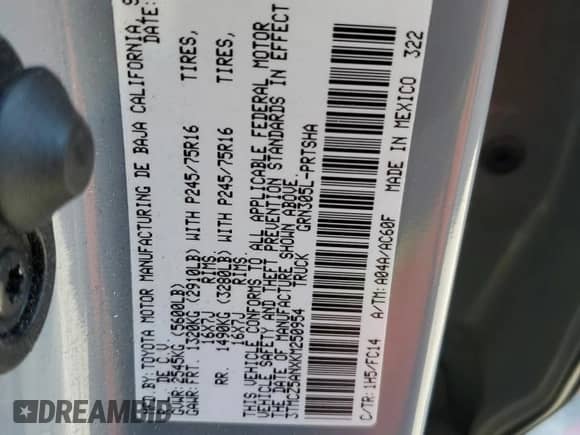 MFD. BY: TOYOTA MOTOR MANUFACTURING DE BAJA CALIFORNIA, S
DE C.V. DATE:
GVWR: 2545KG (5600LB)
GAWR: FRT. 1320KG (2910LB) WITH P245/75R16 TIRES,
16X7J RIMS,
RR. 1490KG (3280LB) WITH P245/75R16 TIRES,
16X7J RIMS,
THIS VEHICLE CONFORMS TO ALL APPLICABLE FEDERAL MOTOR
VEHICLE SAFETY AND THEFT PREVENTION STANDARDS IN EFFECT
THE DATE OF MANUFACTURE SHOWN ABOVE.
3TMCZ5ANXKM250954 TRUCK GRN305L-PRTSHA
C/TR:1H5/FC14 A/TM:A04A/AC60F MADE IN MEXICO 322
DREAMBID